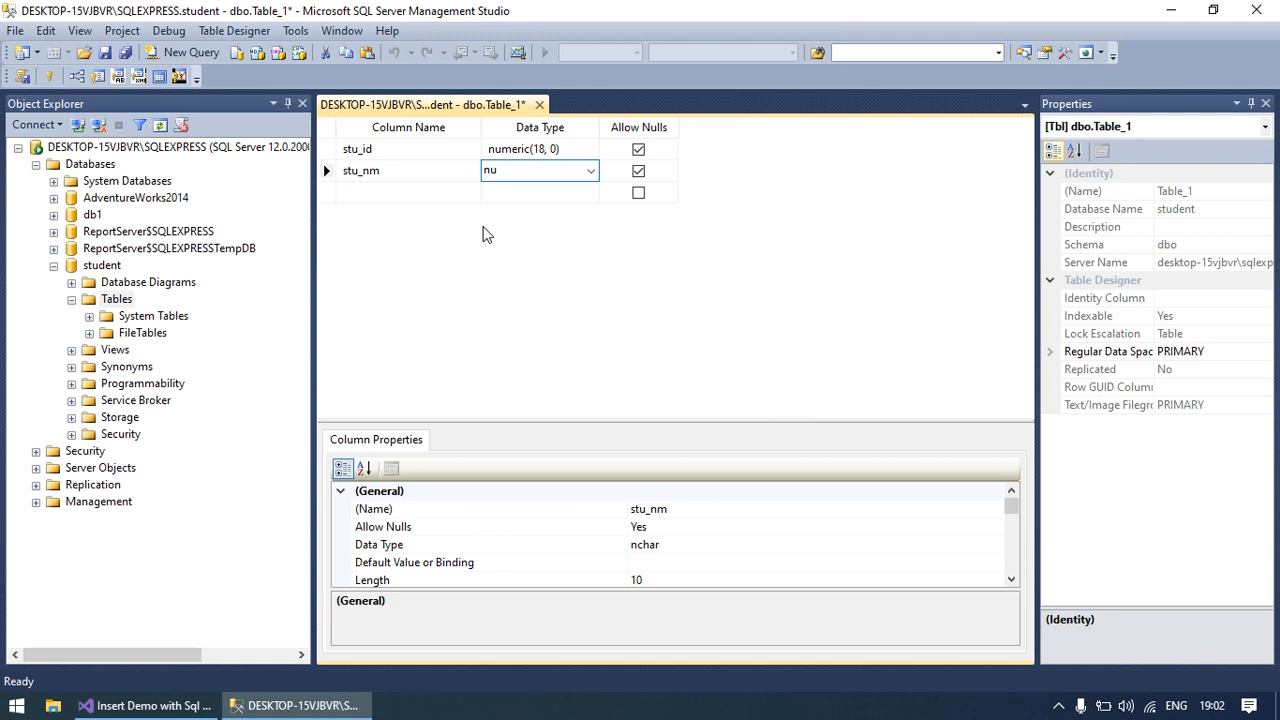 DESKTOP-15VJBVR\SQLEXPRESS.student - dbo.Table_1* - Microsoft SQL Server Management Studio
File Edit View Project Debug Table Designer Tools Window Help
New Query
Object Explorer
Connect
DESKTOP-15VJBVR\SQLEXPRESS (SQL Server 12.0.2000
Databases
System Databases
AdventureWorks2014
db1
ReportServer$SQLEXPRESS
ReportServer$SQLEXPRESSTempDB
student
Database Diagrams
Tables
System Tables
FileTables
Views
Synonyms
Programmability
Service Broker
Storage
Security
Security
Server Objects
Replication
Management
DESKTOP-15VJBVR\S...dent - dbo.Table_1*
Column Name Data Type Allow Nulls
stu_id numeric(18, 0)
stu_nm nu
Column Properties
(General)
(Name) stu_nm
Allow Nulls Yes
Data Type nchar
Default Value or Binding
Length 10
(General)
Properties
[Tbl] dbo.Table_1
(Identity)
(Name) Table_1
Database Name student
Description
Schema dbo
Server Name desktop-15vjbvr\sqlexp
Table Designer
Identity Column
Indexable Yes
Lock Escalation Table
Regular Data Spac PRIMARY
Replicated No
Row GUID Column
Text/Image Filegro PRIMARY
(Identity)
Ready
Insert Demo with Sql ... DESKTOP-15VJBVR\S... ENG 19:02